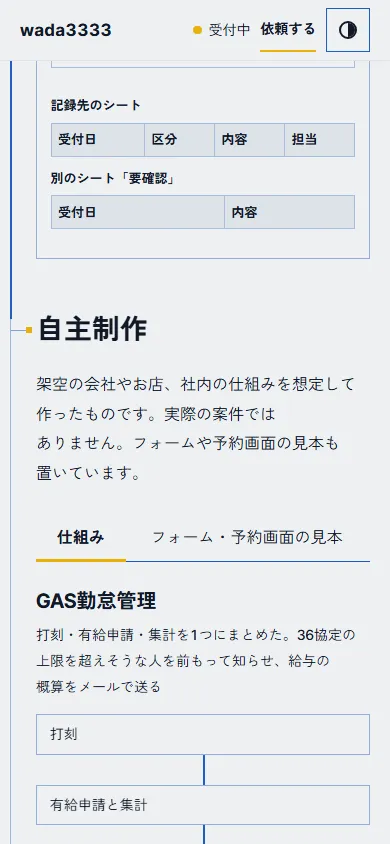 wada3333
受付中 依頼する
記録先のシート
受付日 区分 内容 担当
別のシート「要確認」
受付日 内容
自主制作
架空の会社やお店、社内の仕組みを想定して
作ったものです。実際の案件では
ありません。フォームや予約画面の見本も
置いています。
仕組み フォーム・予約画面の見本
GAS勤怠管理
打刻・有給申請・集計を1つにまとめた。36協定の
上限を超えそうな人を前もって知らせ、給与の
概算をメールで送る
打刻
有給申請と集計